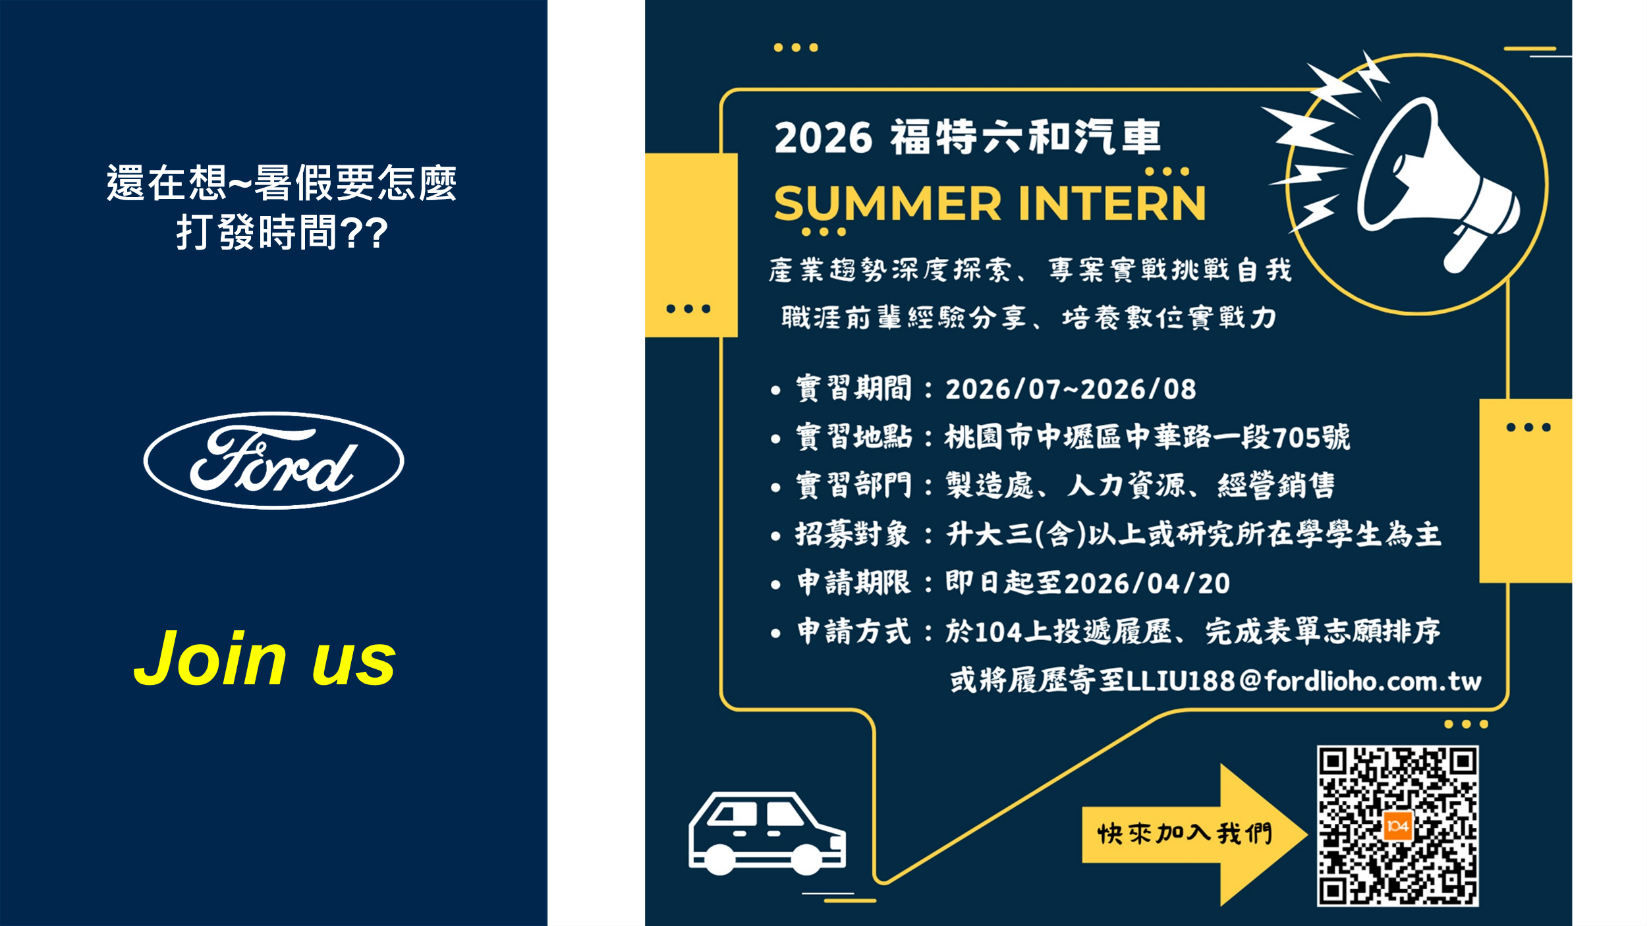 還在想~暑假要怎麼
打發時間??
Ford
Join us
2026 福特六和汽車
SUMMER INTERN
產業趨勢深度探索、專案實戰挑戰自我
職涯前輩經驗分享、培養數位實戰力
• 實習期間：2026/07~2026/08
• 實習地點：桃園市中壢區中華路一段705號
• 實習部門：製造處、人力資源、經營銷售
• 招募對象：升大三(含)以上或研究所在學學生為主
• 申請期限：即日起至2026/04/20
• 申請方式：於104上投遞履歷、完成表單志願排序
或將履歷寄至LLIU188@fordlioho.com.tw
快來加入我們
104